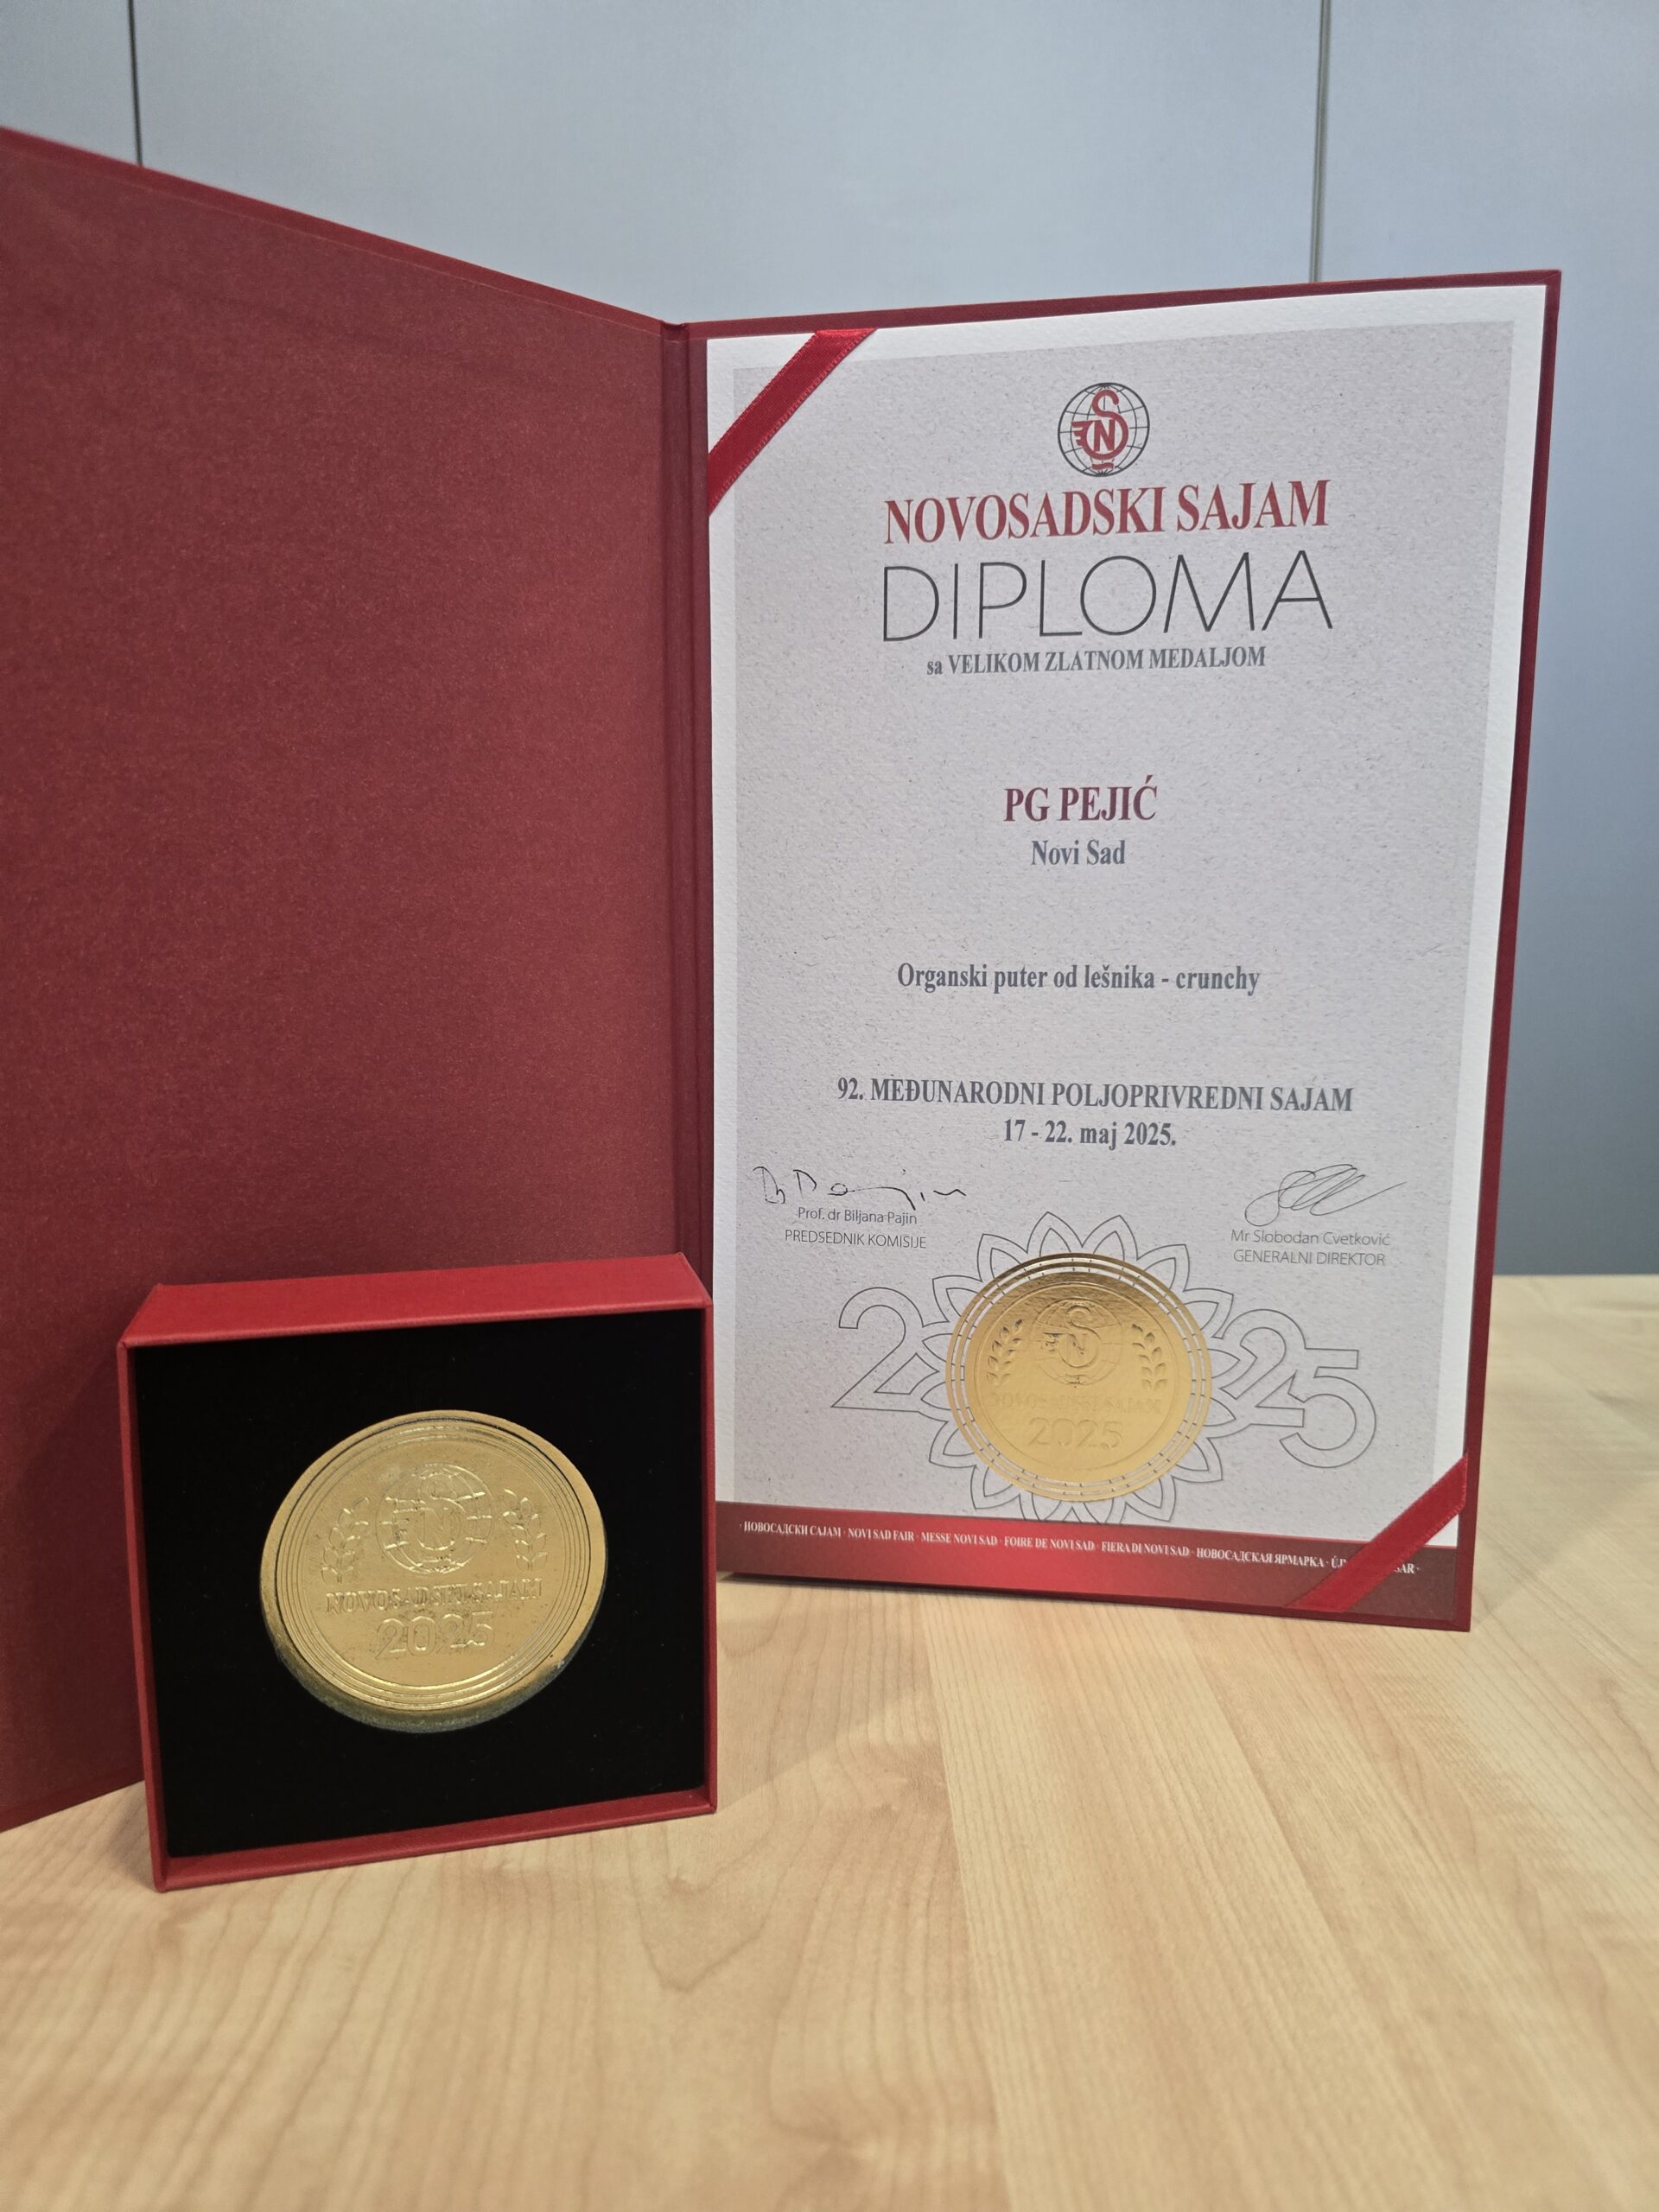 NOVOSADSKI SAJAM
DIPLOMA
sa VELIKOM ZLATNOM MEDALJOM
PG PEJIĆ
Novi Sad
Organski puter od lešnika - crunchy
92. MEĐUNARODNI POLJOPRIVREDNI SAJAM
17 - 22. maj 2025.
Prof. dr Biljana Pajin
PREDSEDNIK KOMISIJE
Mr Slobodan Cvetković
GENERALNI DIREKTOR
2025
NOVOSADSKI SAJAM
2025
· НОВОСАДСКИ САЈАМ · NOVI SAD FAIR · MESSE NOVI SAD · FOIRE DE NOVI SAD · FIERA DI NOVI SAD · НОВОСАДСКАЯ ЯРМАРКА ·
NOVOSADSKI SAJAM
2025